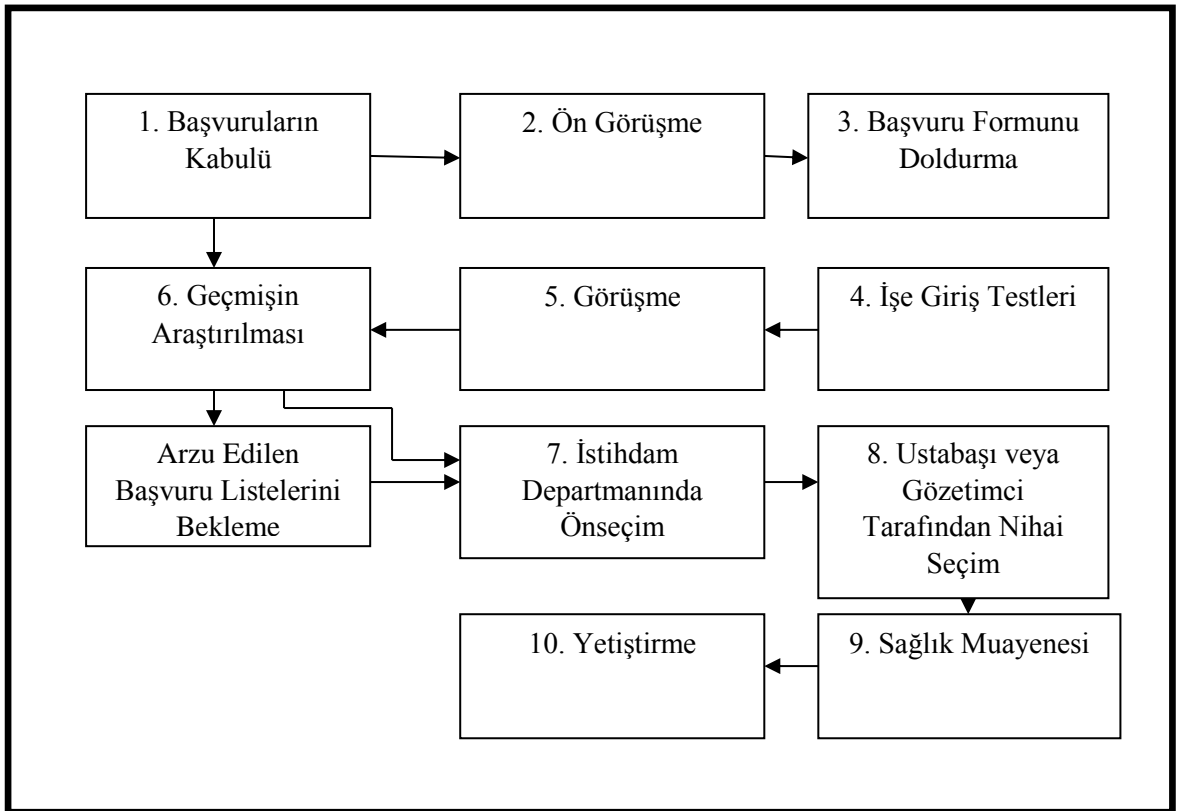 1. Başvuruların
Kabulü
2. Ön Görüşme
3. Başvuru Formunu
Doldurma
6. Geçmişin
Araştırılması
5. Görüşme
4. İşe Giriş Testleri
Arzu Edilen
Başvuru Listelerini
Bekleme
7. İstihdam
Departmanında
Önseçim
8. Ustabaşı veya
Gözetimci
Tarafından Nihai
Seçim
10. Yetiştirme
9. Sağlık Muayenesi